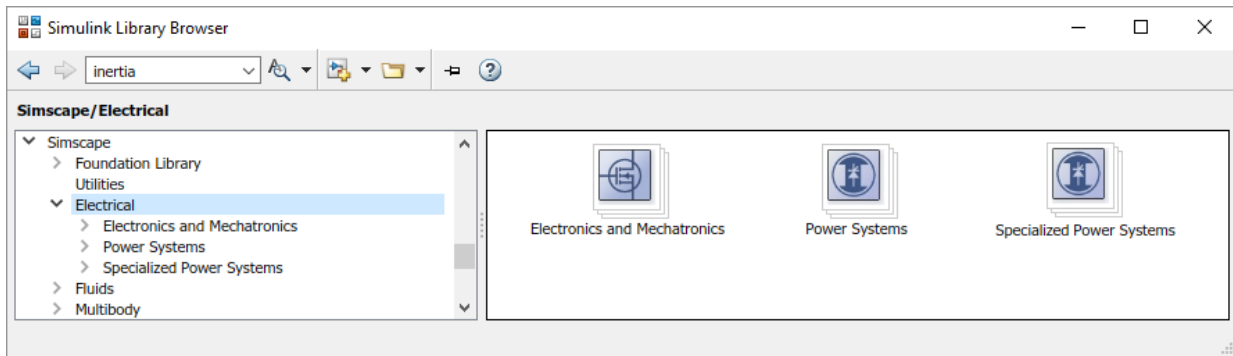 Simulink Library Browser
inertia
Simscape/Electrical
Simscape
Foundation Library
Utilities
Electrical
Electronics and Mechatronics
Power Systems
Specialized Power Systems
Fluids
Multibody
Electronics and Mechatronics
Power Systems
Specialized Power Systems